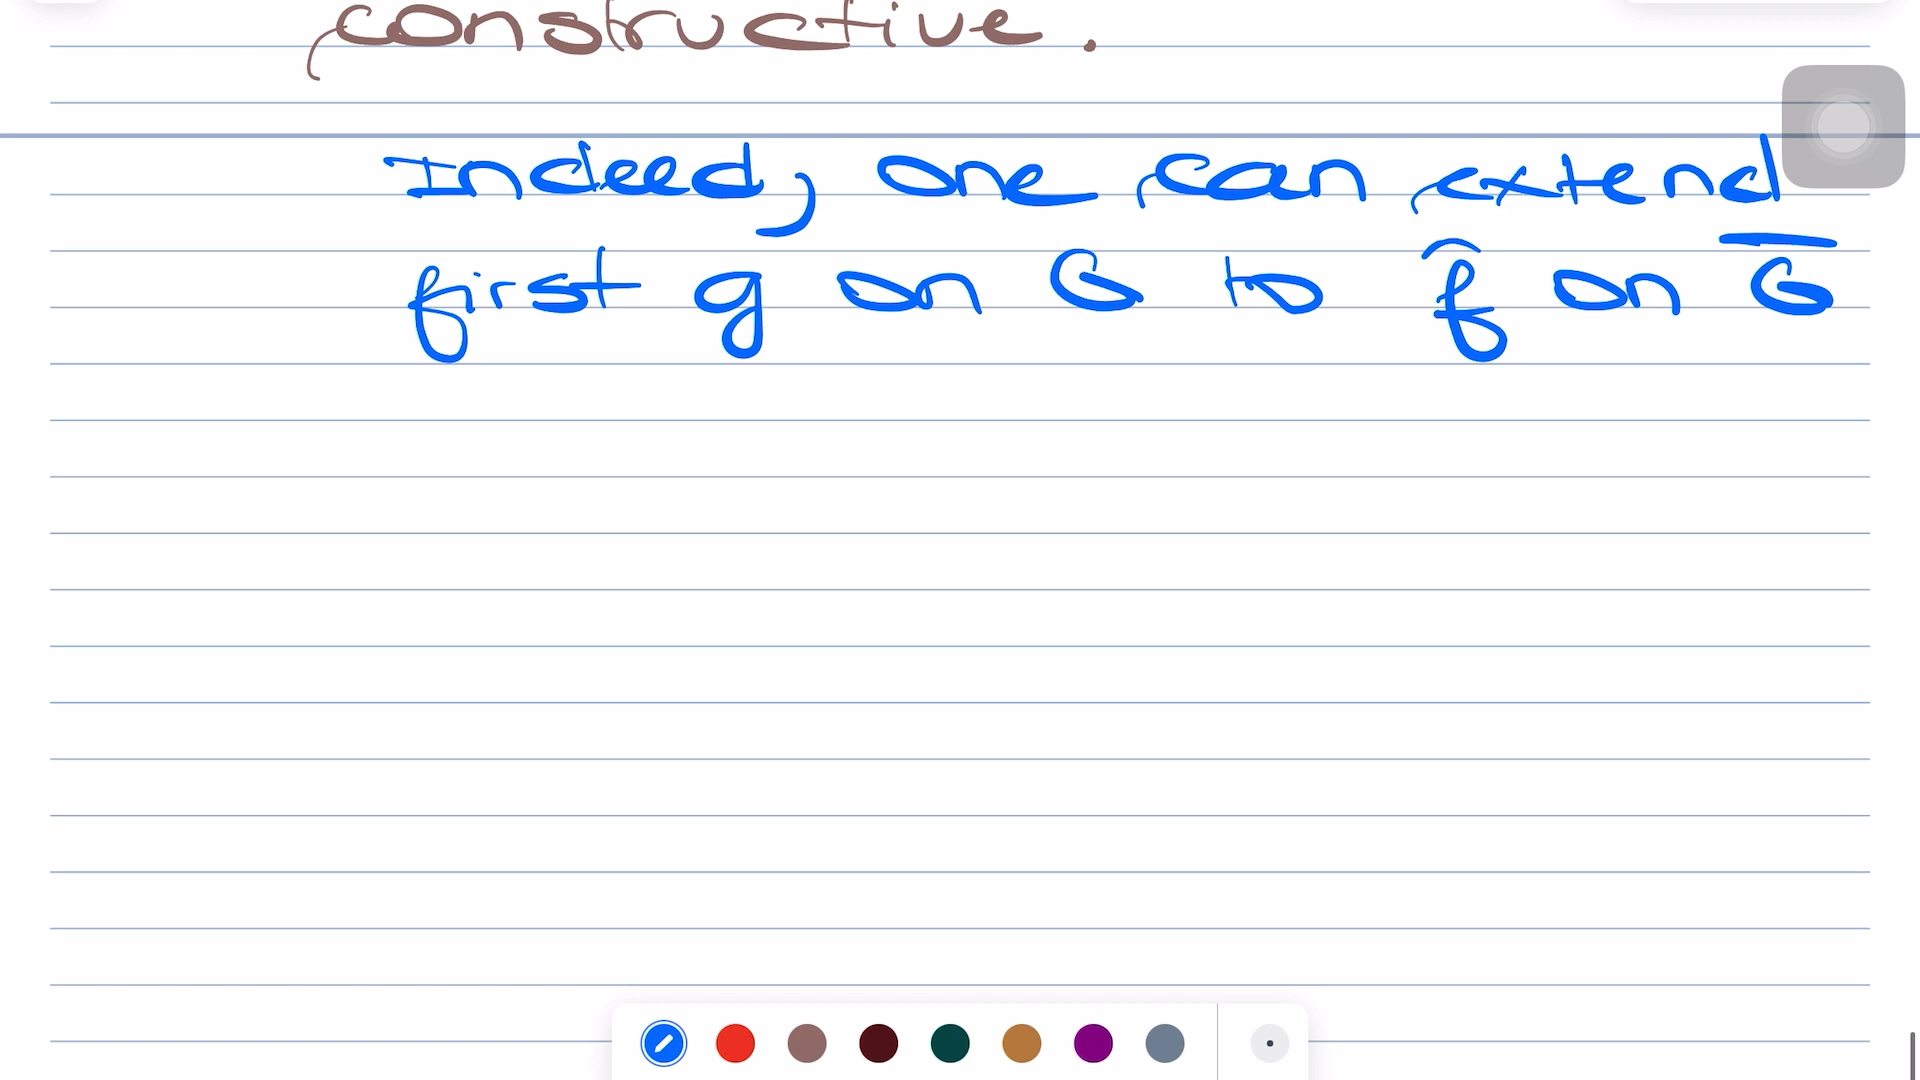 constructive.
Indeed, one can extend
first g on G to f̂ on G̅